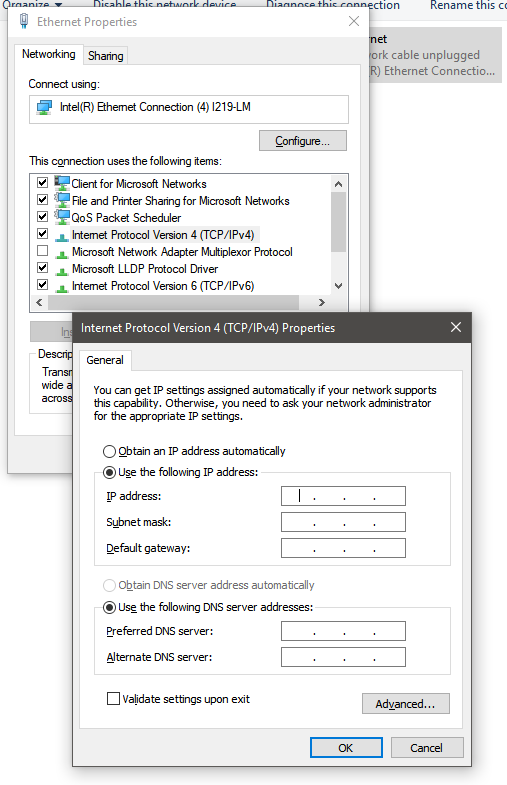 Organize
Disable this network device
Diagnose this connection
Rename this co
Ethernet Properties
Networking
Sharing
Connect using:
Intel(R) Ethernet Connection (4) I219-LM
Configure...
This connection uses the following items:
Client for Microsoft Networks
File and Printer Sharing for Microsoft Networks
QoS Packet Scheduler
Internet Protocol Version 4 (TCP/IPv4)
Microsoft Network Adapter Multiplexor Protocol
Microsoft LLDP Protocol Driver
Internet Protocol Version 6 (TCP/IPv6)
Ins
Descrip
Transm
wide a
across
rnet
work cable unplugged
(R) Ethernet Connectio...
Internet Protocol Version 4 (TCP/IPv4) Properties
General
You can get IP settings assigned automatically if your network supports
this capability. Otherwise, you need to ask your network administrator
for the appropriate IP settings.
Obtain an IP address automatically
Use the following IP address:
IP address: . . .
Subnet mask: . . .
Default gateway: . . .
Obtain DNS server address automatically
Use the following DNS server addresses:
Preferred DNS server: . . .
Alternate DNS server: . . .
Validate settings upon exit
Advanced...
OK
Cancel